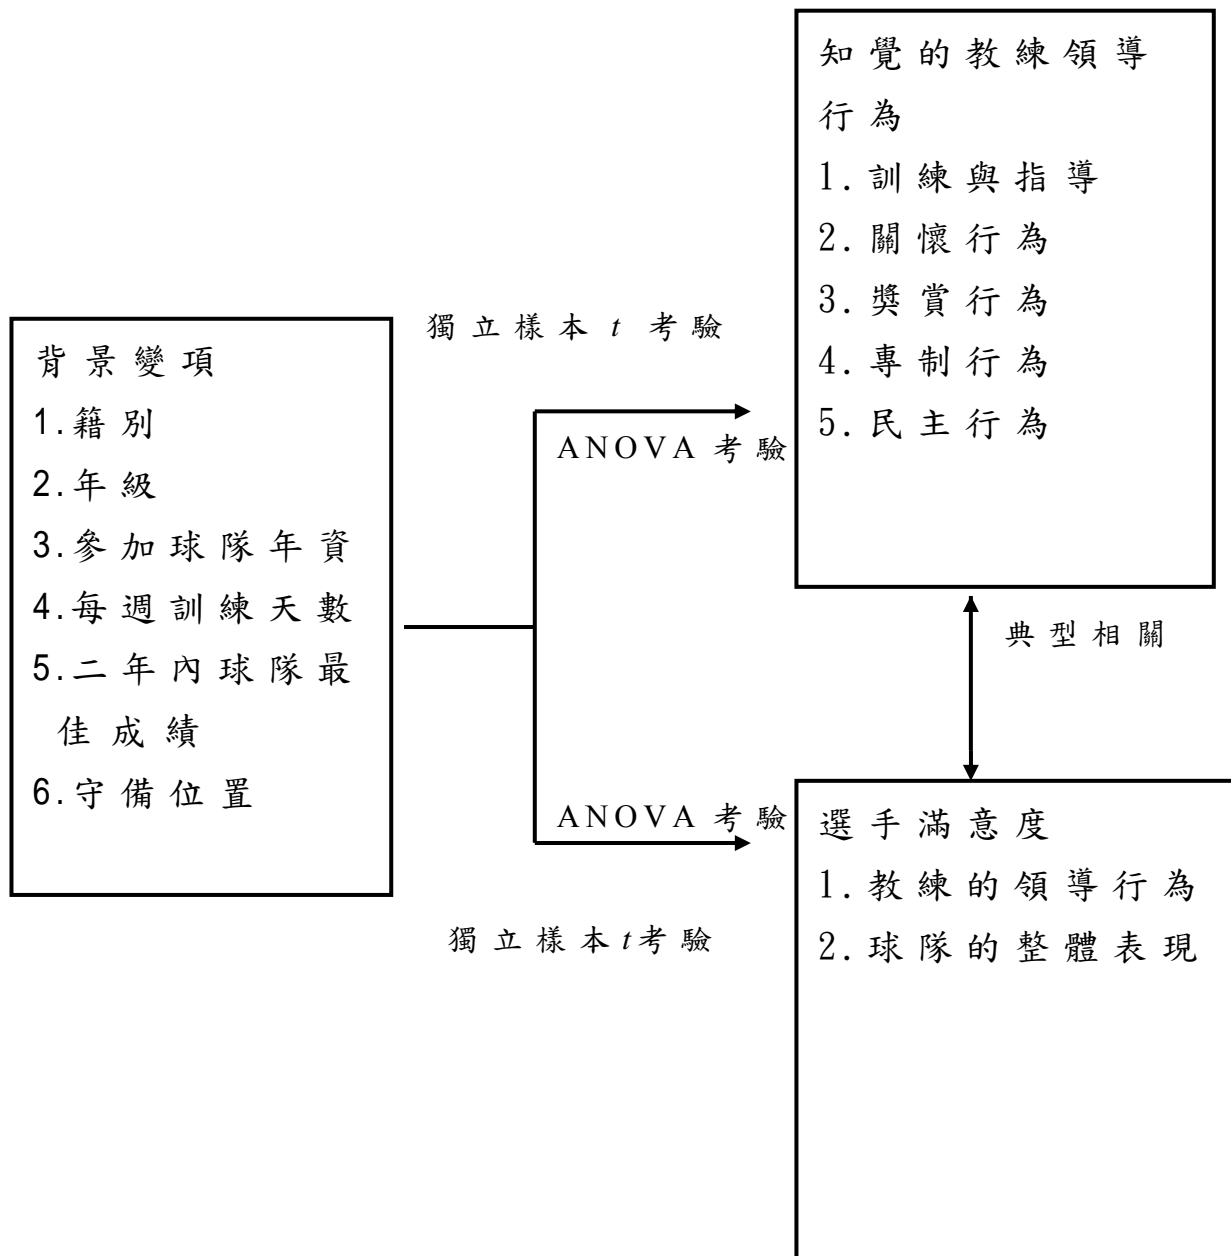 知覺的教練領導
行為
1.訓練與指導
2.關懷行為
3.獎賞行為
4.專制行為
5.民主行為
獨立樣本 t 考驗
ANOVA 考驗
背景變項
1.籍別
2.年級
3.參加球隊年資
4.每週訓練天數
5.二年內球隊最
佳成績
6.守備位置
典型相關
ANOVA 考驗
獨立樣本 t 考驗
選手滿意度
1.教練的領導行為
2.球隊的整體表現